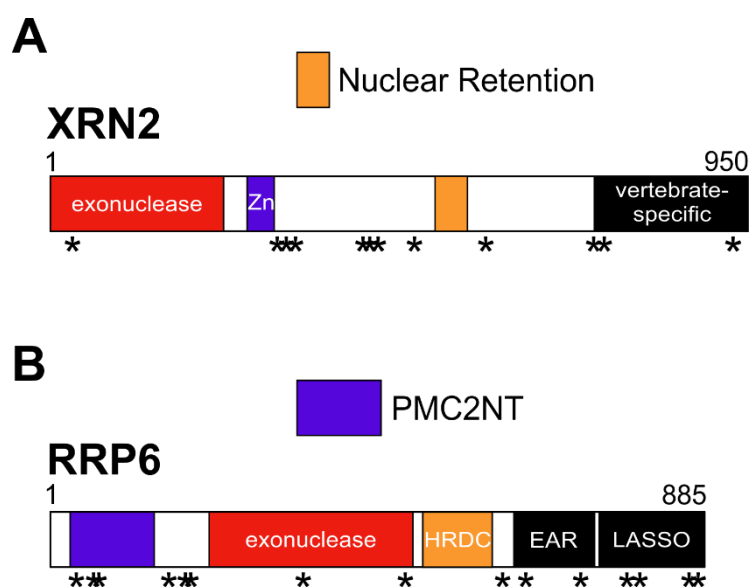 A
Nuclear Retention
XRN2
1 950
exonuclease Zn vertebrate-
specific
* *** *** * * ** *
B
PMC2NT
RRP6
1 885
exonuclease HRDC EAR LASSO
*** *** * * * * * ** **